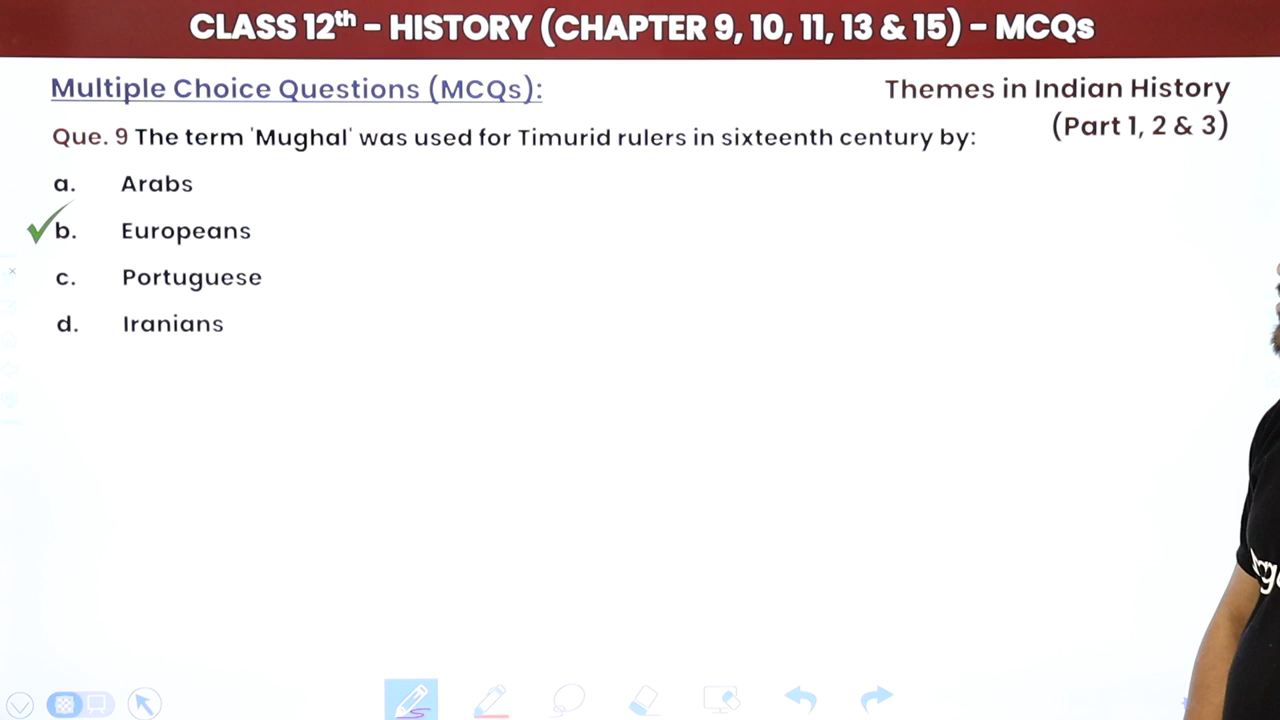 CLASS 12th - HISTORY (CHAPTER 9, 10, 11, 13 & 15) - MCQs
Multiple Choice Questions (MCQs):
Themes in Indian History
(Part 1, 2 & 3)
Que. 9 The term 'Mughal' was used for Timurid rulers in sixteenth century by:
a. Arabs
b. Europeans
c. Portuguese
d. Iranians